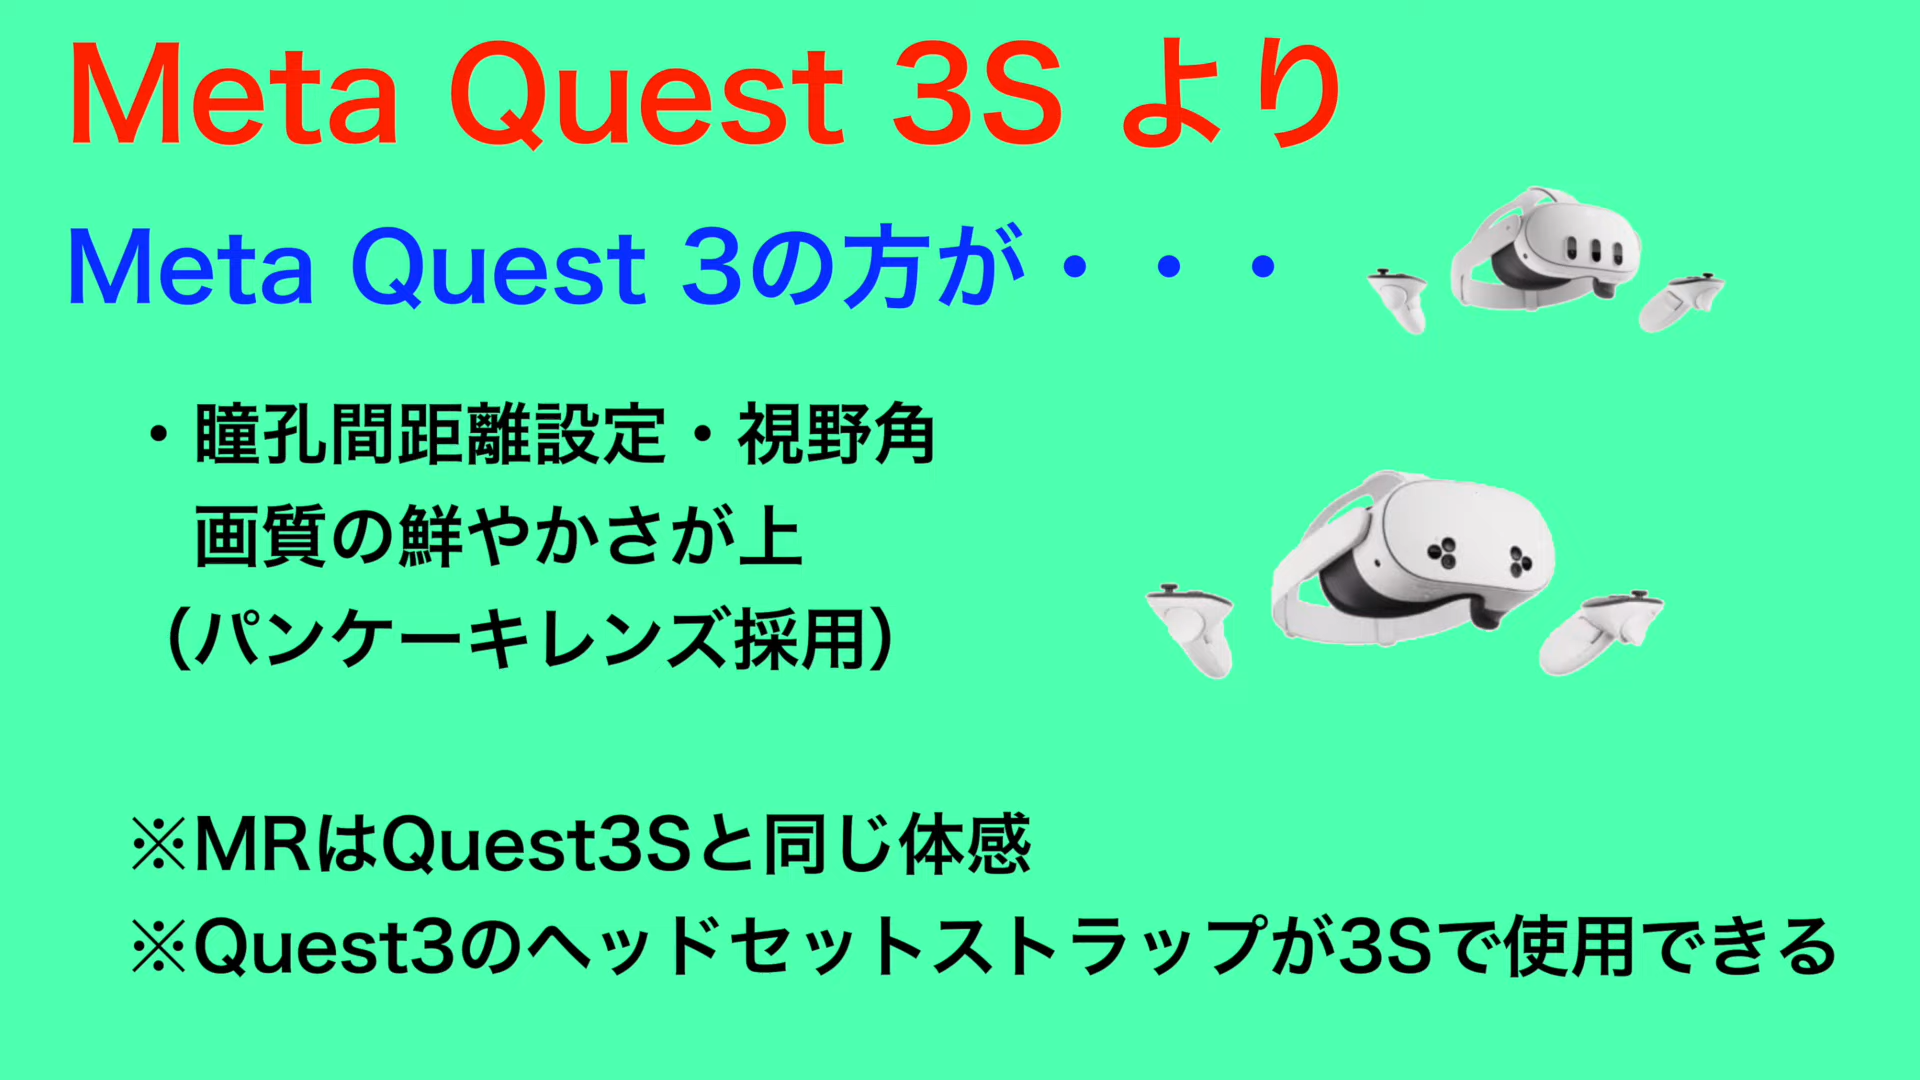 Meta Quest 3S より
Meta Quest 3の方が・・・
・瞳孔間距離設定・視野角
画質の鮮やかさが上
（パンケーキレンズ採用）
※MRはQuest3Sと同じ体感
※Quest3のヘッドセットストラップが3Sで使用できる